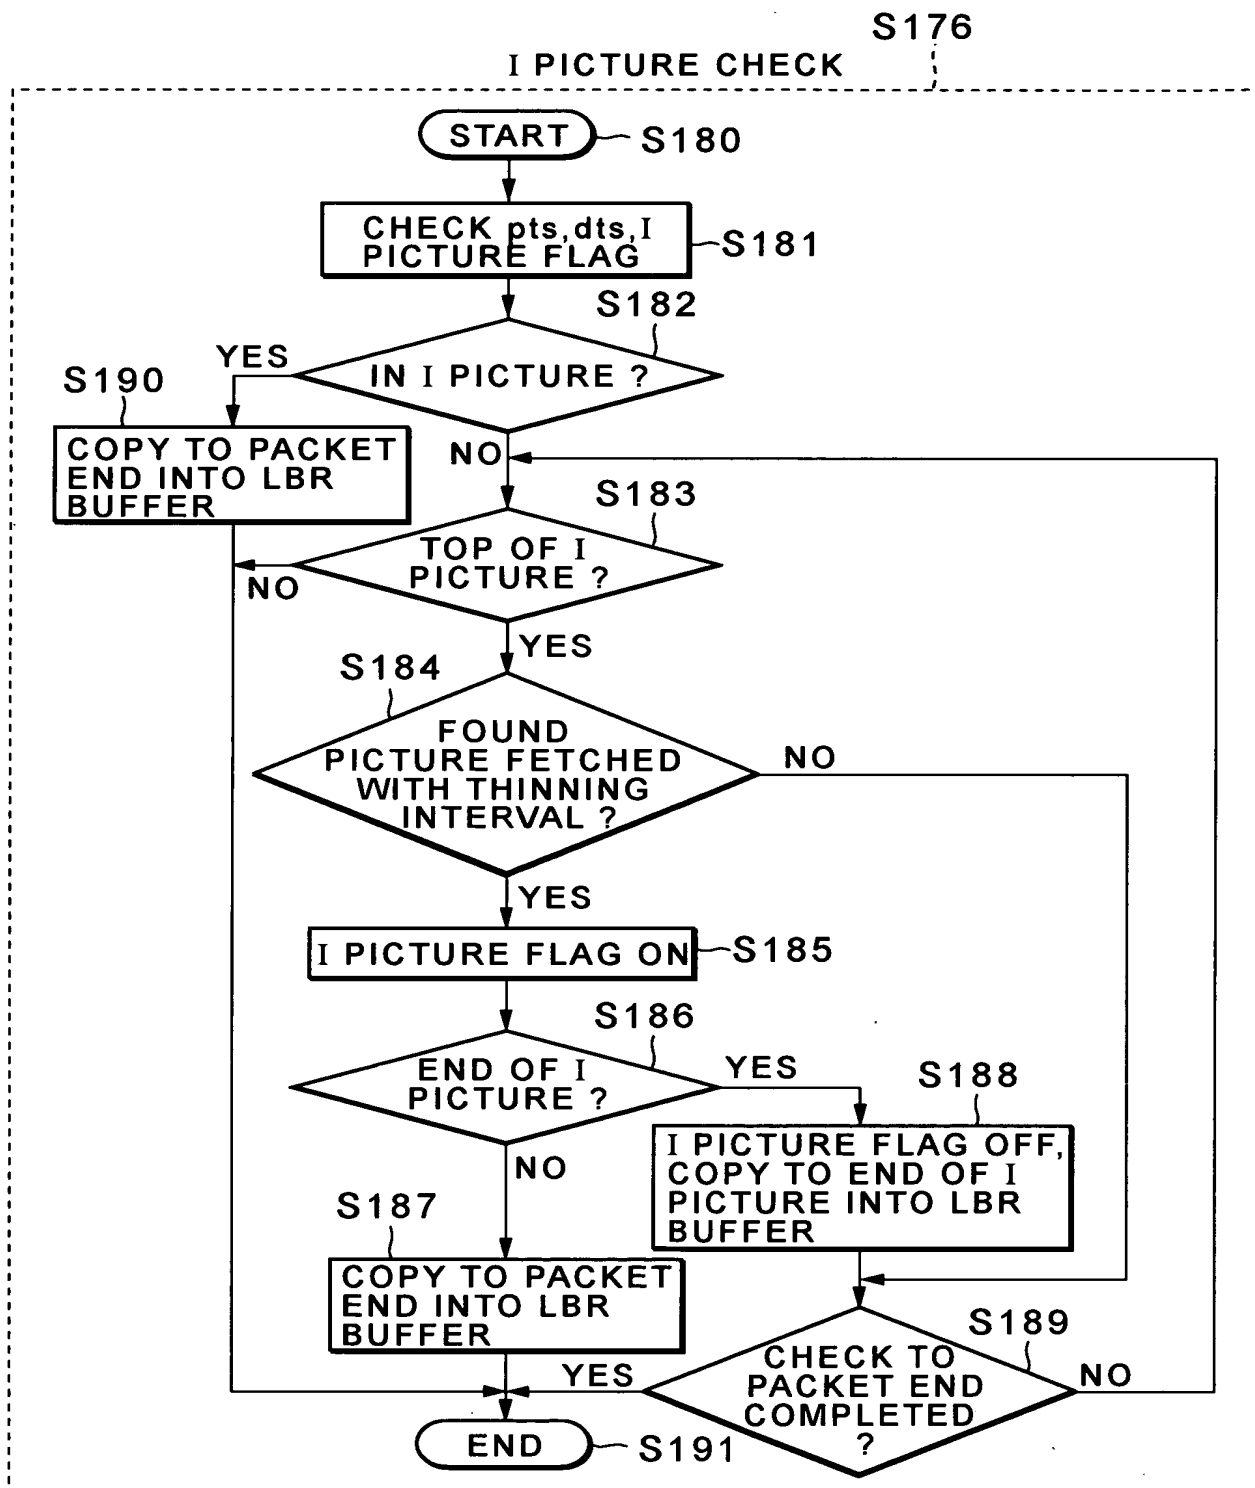 S176
I PICTURE CHECK
START
S180
CHECK pts,dts,I
PICTURE FLAG
S181
S182
YES
IN I PICTURE ?
S190
COPY TO PACKET
END INTO LBR
BUFFER
NO
S183
TOP OF I
PICTURE ?
NO
YES
S184
FOUND
PICTURE FETCHED
WITH THINNING
INTERVAL ?
NO
YES
I PICTURE FLAG ON
S185
S186
END OF I
PICTURE ?
YES
S188
I PICTURE FLAG OFF,
COPY TO END OF I
PICTURE INTO LBR
BUFFER
NO
S187
COPY TO PACKET
END INTO LBR
BUFFER
S189
CHECK TO
PACKET END
COMPLETED
?
YES
NO
END
S191